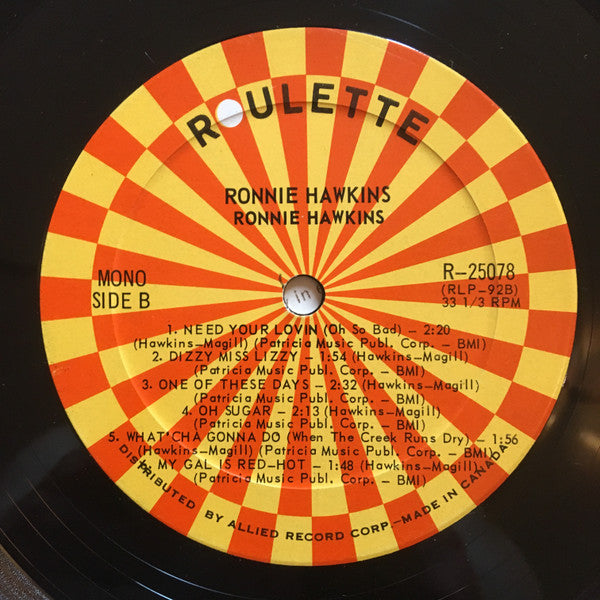 ROULETTE
RONNIE HAWKINS
RONNIE HAWKINS
MONO
SIDE B
R-25078
(RLP-92B)
33 1/3 RPM
in
1. NEED YOUR LOVIN (Oh So Bad) - 2:20
(Hawkins-Magill) (Patricia Music Publ. Corp. - BMI)
2. DIZZY MISS LIZZY - 1:54 (Hawkins-Magill)
(Patricia Music Publ. Corp. - BMI)
3. ONE OF THESE DAYS - 2:32 (Hawkins-Magill)
(Patricia Music Publ. Corp. - BMI)
4. OH SUGAR - 2:13 (Hawkins-Magill)
(Patricia Music Publ. Corp. - BMI)
5. WHAT'CHA GONNA DO (When The Creek Runs Dry) - 1:56
(Hawkins-Magill) (Patricia Music Publ. Corp. - BMI)
6. MY GAL IS RED-HOT - 1:48 (Hawkins-Magill)
(Patricia Music Publ. Corp. - BMI)
DISTRIBUTED BY ALLIED RECORD CORP.-MADE IN CANADA